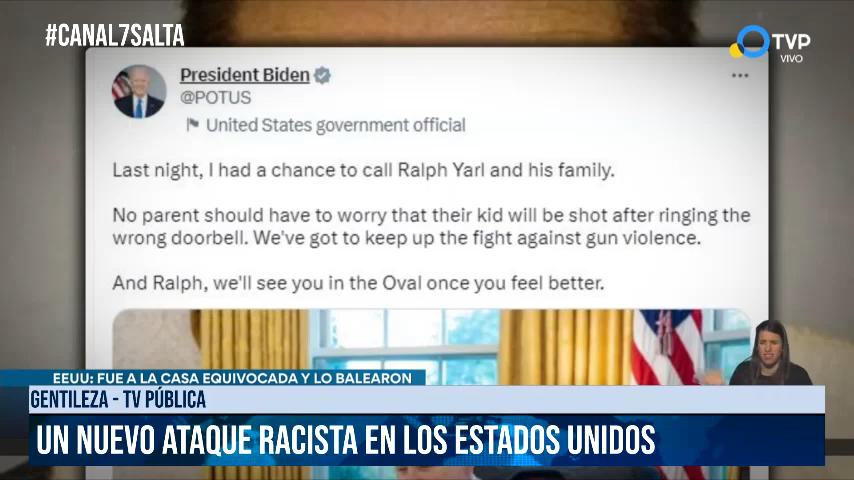 #CANAL7SALTA
TVP
VIVO
President Biden
@POTUS
United States government official
Last night, I had a chance to call Ralph Yarl and his family.
No parent should have to worry that their kid will be shot after ringing the
wrong doorbell. We've got to keep up the fight against gun violence.
And Ralph, we'll see you in the Oval once you feel better.
EEUU: FUE A LA CASA EQUIVOCADA Y LO BALEARON
GENTILEZA - TV PÚBLICA
UN NUEVO ATAQUE RACISTA EN LOS ESTADOS UNIDOS